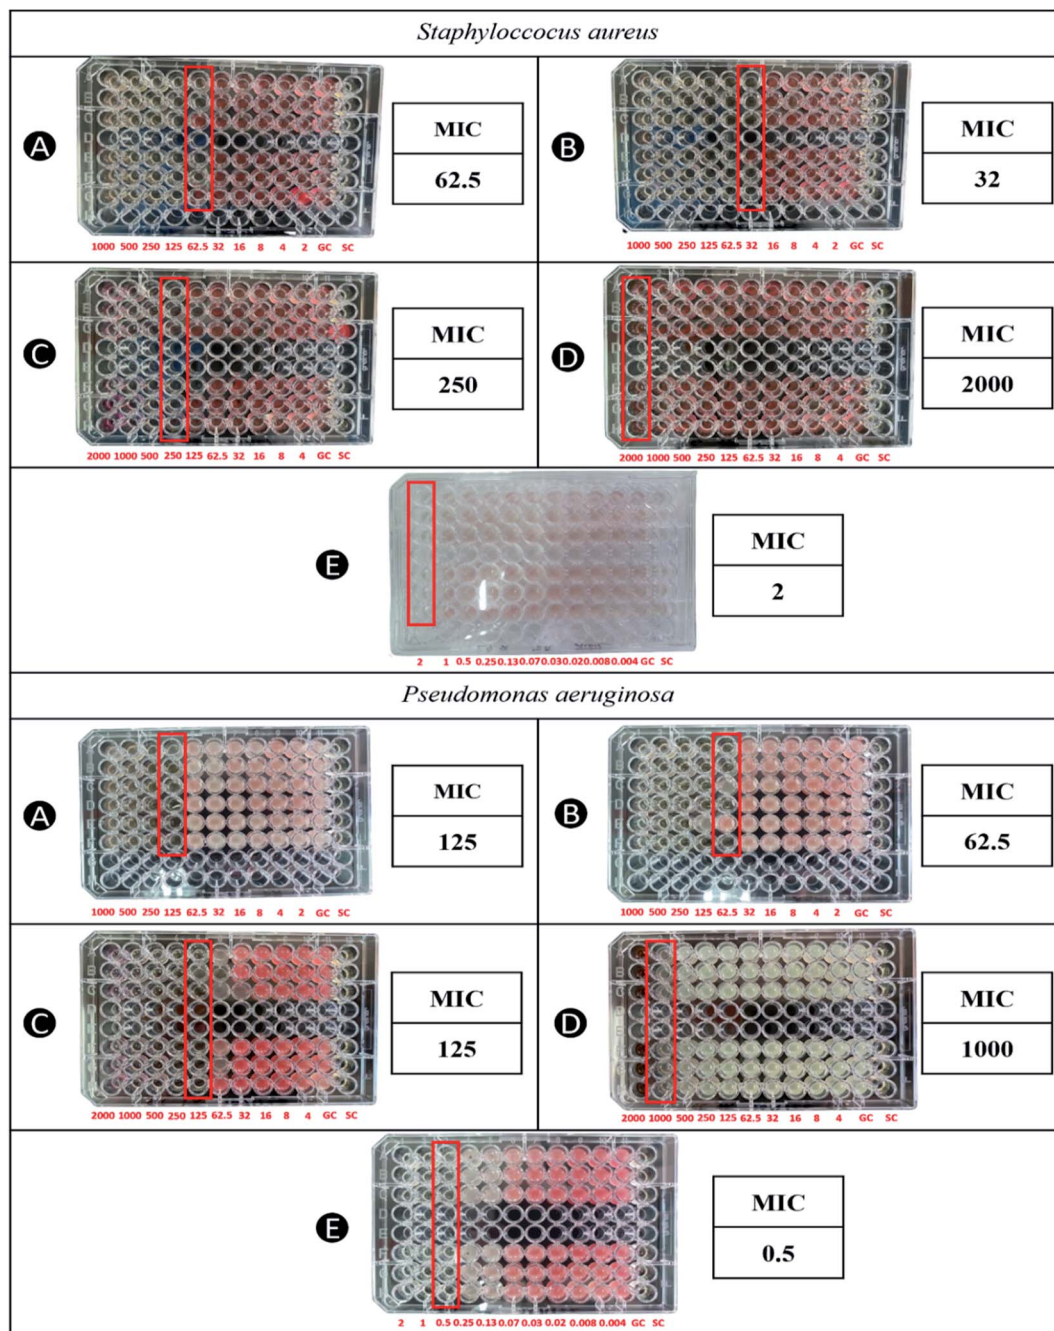 Staphyloccocus aureus
A
MIC
62.5
1000 500 250 125 62.5 32 16 8 4 2 GC SC
B
MIC
32
1000 500 250 125 62.5 32 16 8 4 2 GC SC
C
MIC
250
2000 1000 500 250 125 62.5 32 16 8 4 GC SC
D
MIC
2000
2000 1000 500 250 125 62.5 32 16 8 4 GC SC
E
MIC
2
2 1 0.5 0.25 0.13 0.07 0.03 0.020 0.008 0.004 GC SC
Pseudomonas aeruginosa
A
MIC
125
1000 500 250 125 62.5 32 16 8 4 2 GC SC
B
MIC
62.5
1000 500 250 125 62.5 32 16 8 4 2 GC SC
C
MIC
125
2000 1000 500 250 125 62.5 32 16 8 4 GC SC
D
MIC
1000
2000 1000 500 250 125 62.5 32 16 8 4 GC SC
E
MIC
0.5
2 1 0.5 0.25 0.13 0.07 0.03 0.02 0.008 0.004 GC SC